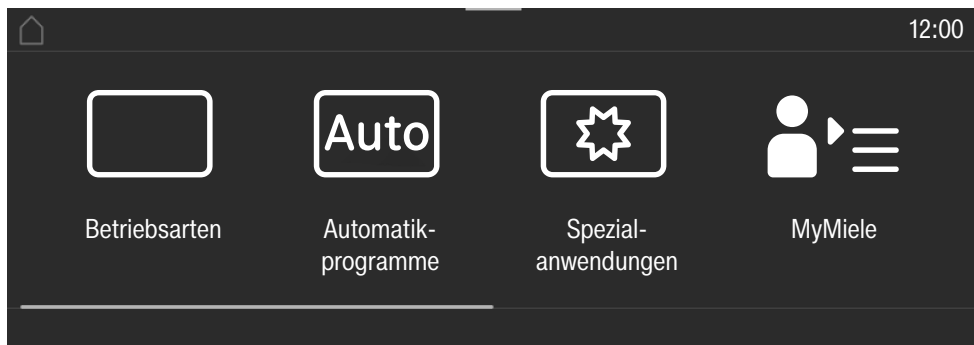 12:00
Auto
Betriebsarten
Automatik-
programme
Spezial-
anwendungen
MyMiele